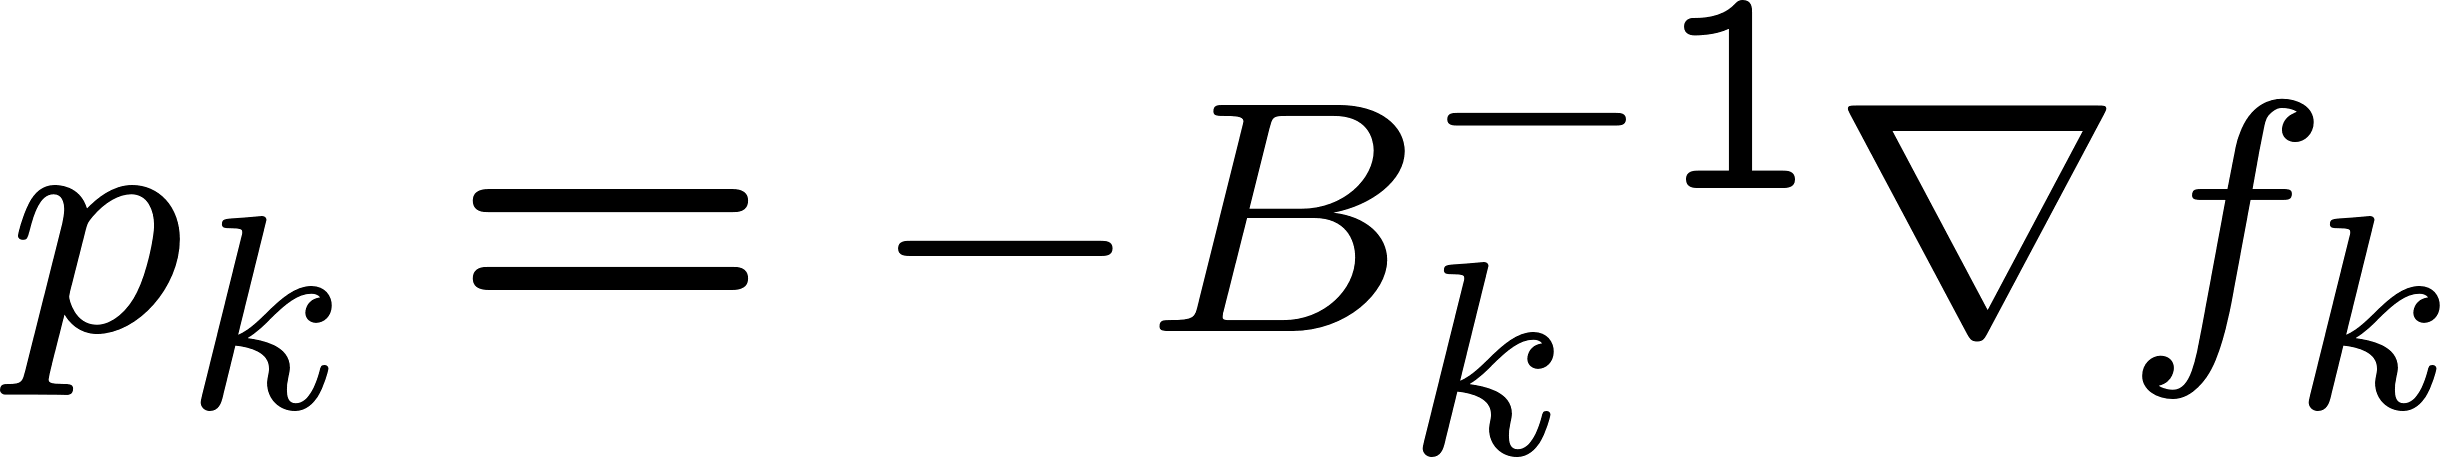 p_k = -B_k^{-1} ∇f_k